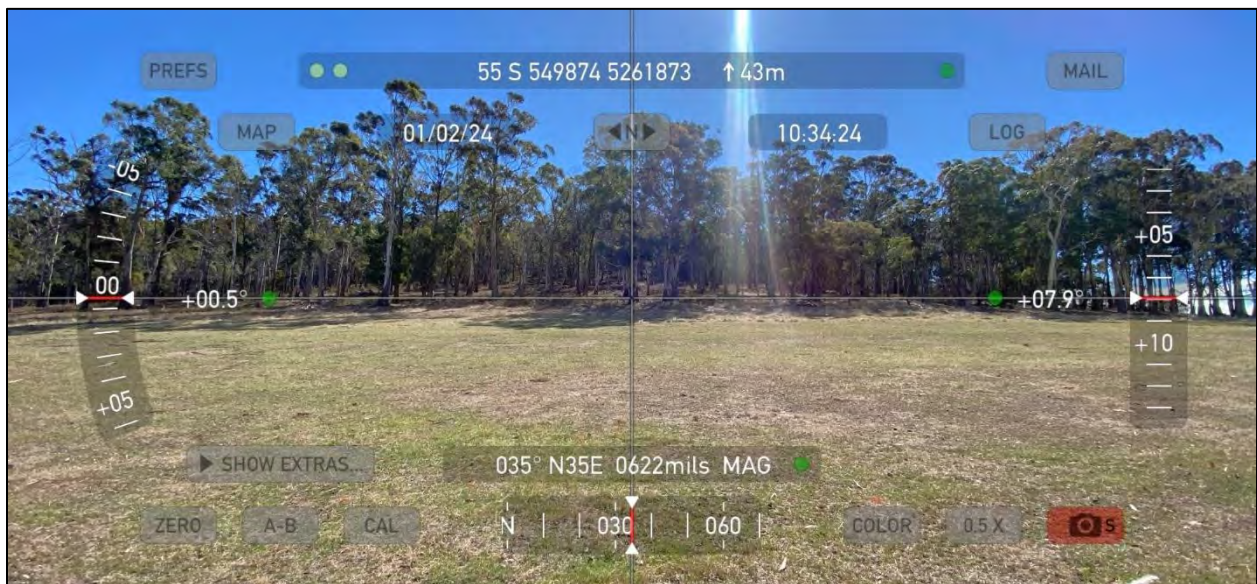 PREFS 55 S 549874 5261873 ↑ 43m MAIL
MAP 01/02/24 ◀N▶ 10:34:24 LOG
-05
+05
00 +00.5° +07.9°
+10
+05
▶ SHOW EXTRAS... 035° N35E 0622mils MAG
ZERO A-B CAL N 030 060 COLOR 0.5 X S